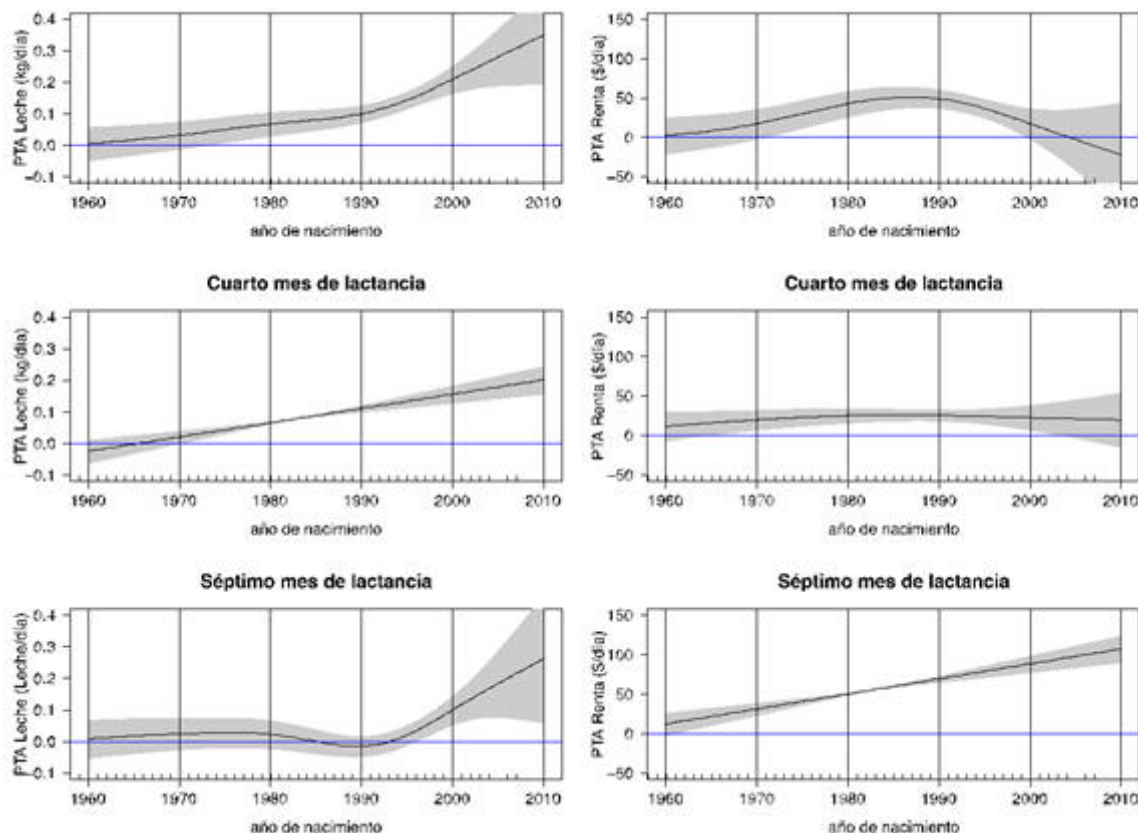 PTA Leche (kg/día)
0.4
0.3
0.2
0.1
0.0
−0.1
1960 1970 1980 1990 2000 2010
año de nacimiento
PTA Renta ($/día)
150
100
50
0
−50
1960 1970 1980 1990 2000 2010
año de nacimiento
Cuarto mes de lactancia
PTA Leche (kg/día)
0.4
0.3
0.2
0.1
0.0
−0.1
1960 1970 1980 1990 2000 2010
año de nacimiento
Cuarto mes de lactancia
PTA Renta ($/día)
150
100
50
0
−50
1960 1970 1980 1990 2000 2010
año de nacimiento
Séptimo mes de lactancia
PTA Leche (Leche/día)
0.4
0.3
0.2
0.1
0.0
−0.1
1960 1970 1980 1990 2000 2010
año de nacimiento
Séptimo mes de lactancia
PTA Renta ($/día)
150
100
50
0
−50
1960 1970 1980 1990 2000 2010
año de nacimiento